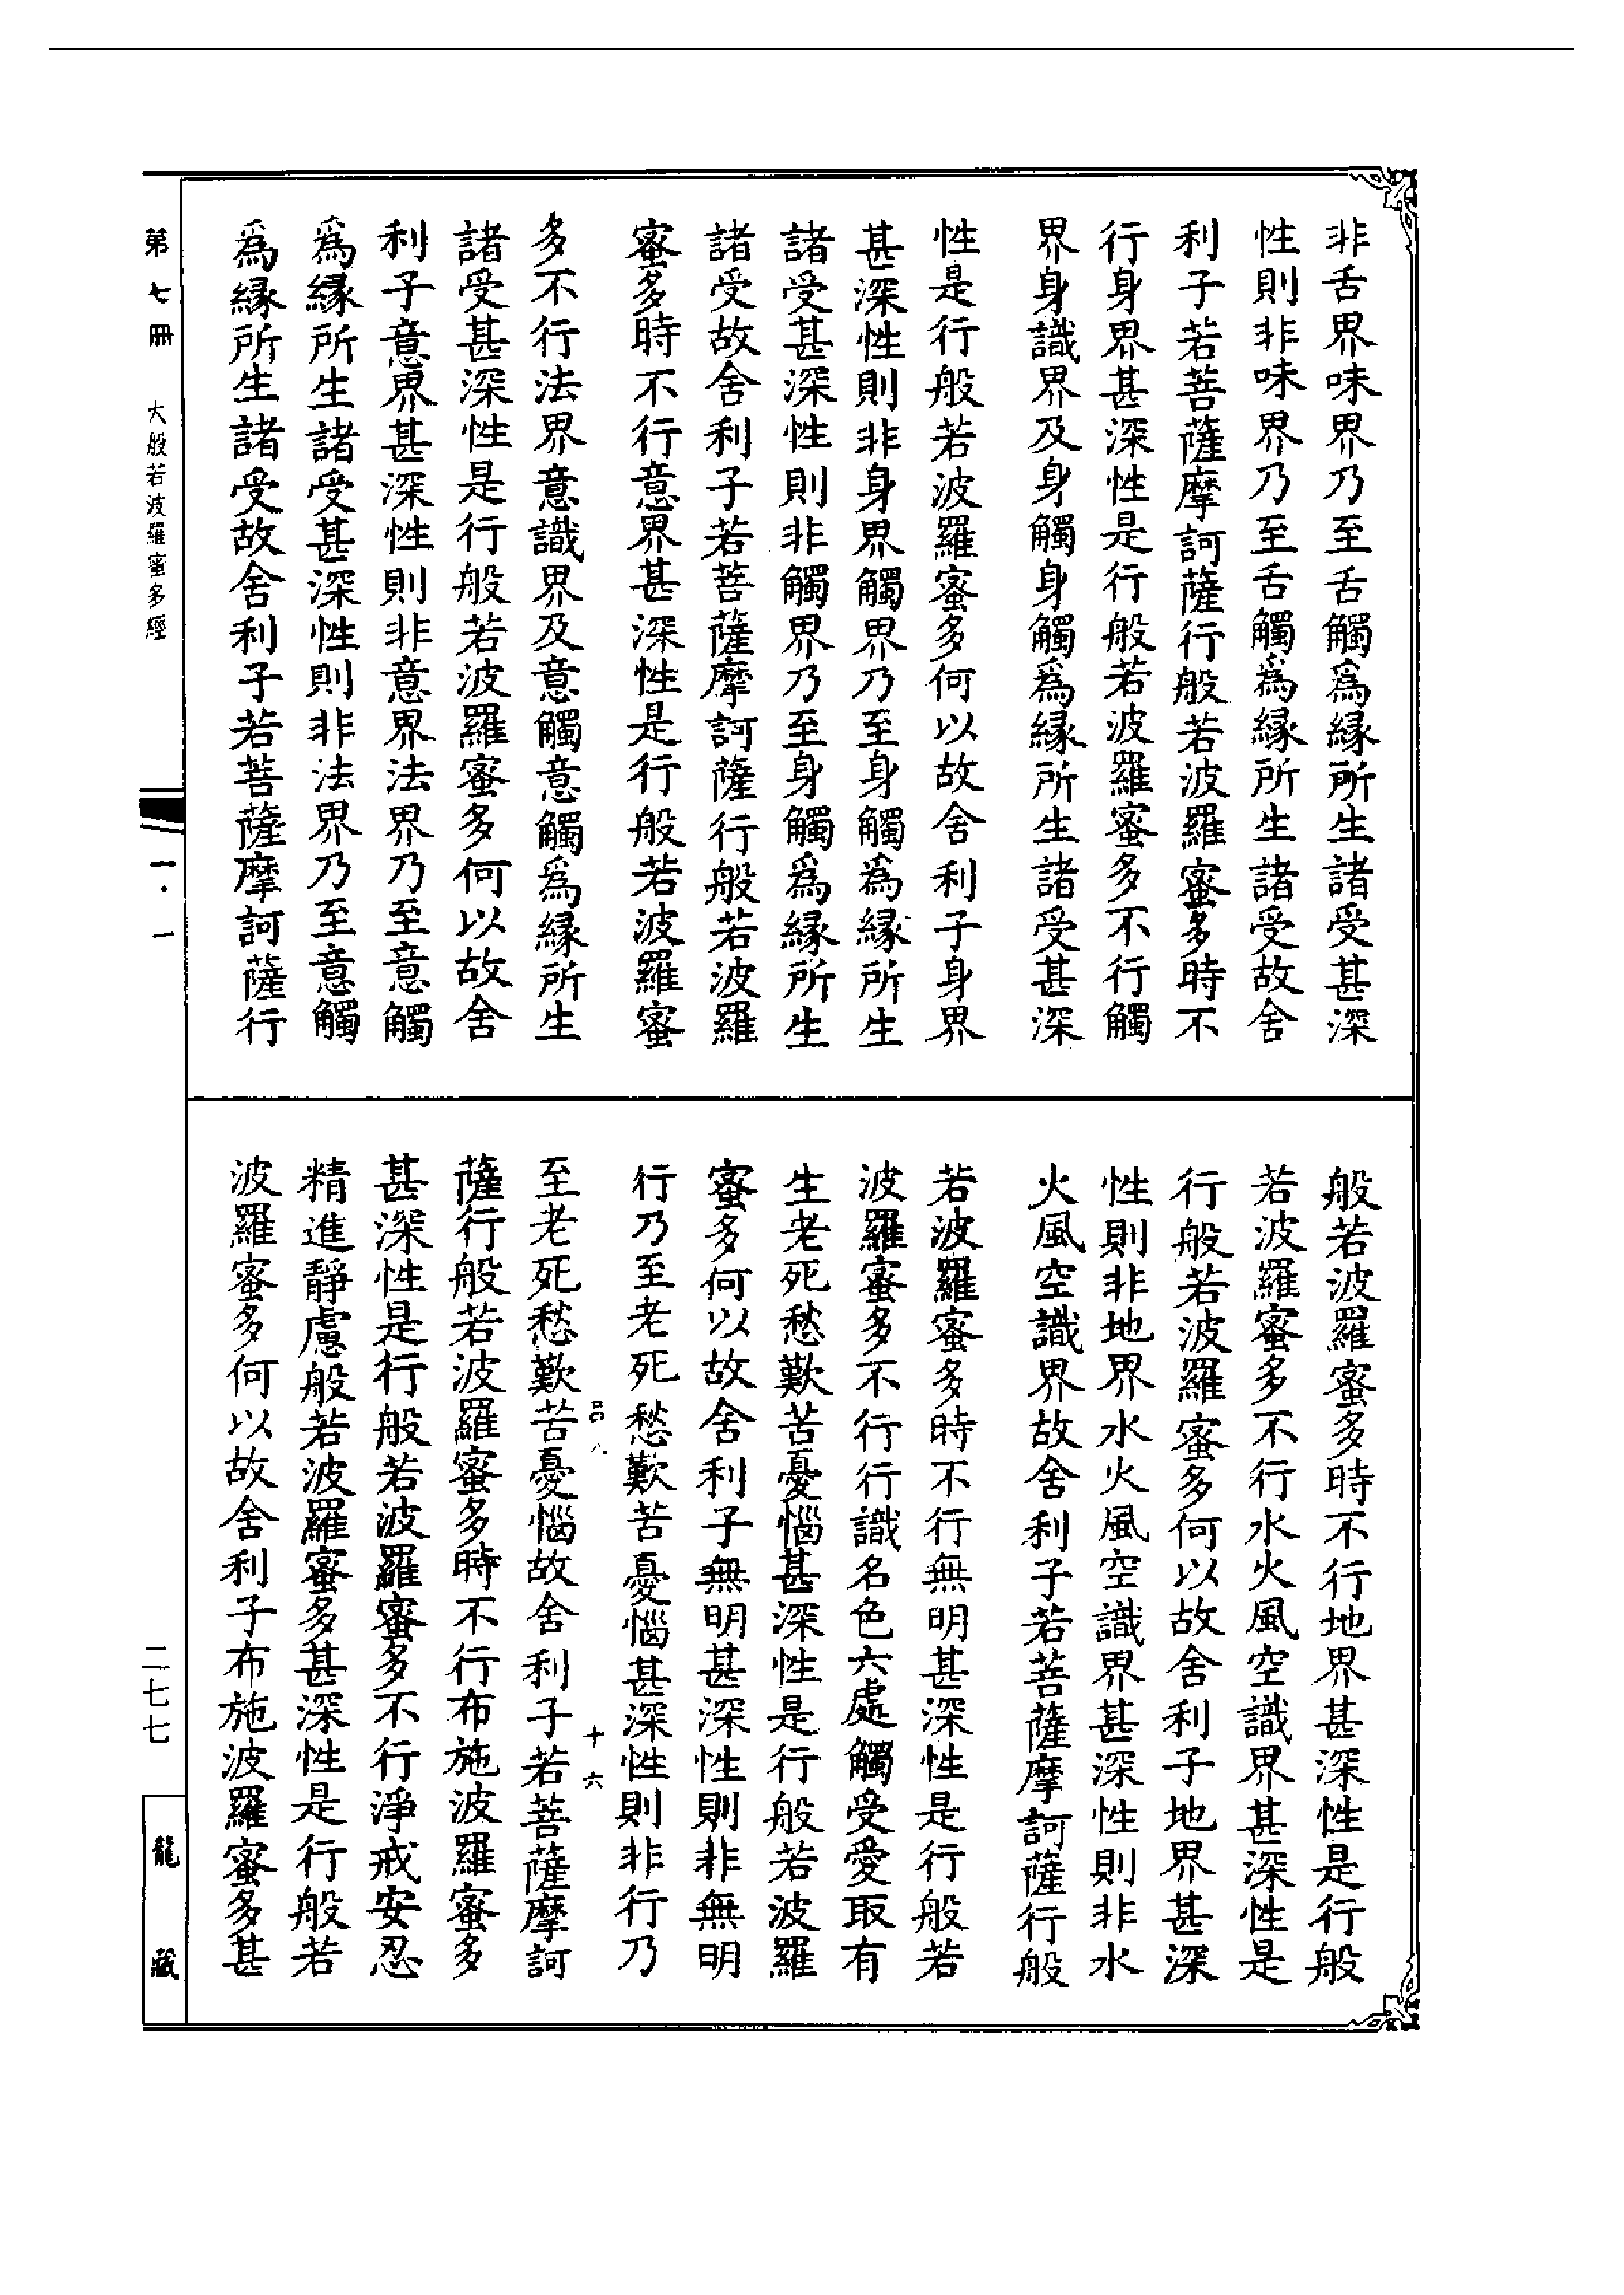 非舌界味界乃至舌觸爲緣所生諸受甚深
性則非味界乃至舌觸爲緣所生諸受故舍
利子若菩薩摩訶薩行般若波羅蜜多時不
行身界甚深性是行般若波羅蜜多不行觸
界身識界及身觸身觸爲緣所生諸受甚深
性是行般若波羅蜜多何以故舍利子身界
甚深性則非身界觸界乃至身觸爲緣所生
諸受甚深性則非觸界乃至身觸爲緣所生
諸受故舍利子若菩薩摩訶薩行般若波羅
蜜多時不行意界甚深性是行般若波羅蜜
多不行法界意識界及意觸意觸爲緣所生
諸受甚深性是行般若波羅蜜多何以故舍
利子意界甚深性則非意界法界乃至意觸
爲緣所生諸受甚深性則非法界乃至意觸
爲緣所生諸受故舍利子若菩薩摩訶薩行
般若波羅蜜多時不行地界甚深性是行般
若波羅蜜多不行水火風空識界甚深性是
行般若波羅蜜多何以故舍利子地界甚深
性則非地界水火風空識界甚深性則非水
火風空識界故舍利子若菩薩摩訶薩行般
若波羅蜜多時不行無明甚深性是行般若
波羅蜜多不行行識名色六處觸受愛取有
生老死愁歎苦憂惱甚深性是行般若波羅
蜜多何以故舍利子無明甚深性則非無明
行乃至老死愁歎苦憂惱甚深性則非行乃
呂八 十六
至老死愁歎苦憂惱故舍利子若菩薩摩訶
薩行般若波羅蜜多時不行布施波羅蜜多
甚深性是行般若波羅蜜多不行淨戒安忍
精進靜慮般若波羅蜜多甚深性是行般若
波羅蜜多何以故舍利子布施波羅蜜多甚
第七冊 大般若波羅蜜多經 一·一 二七七 龍藏